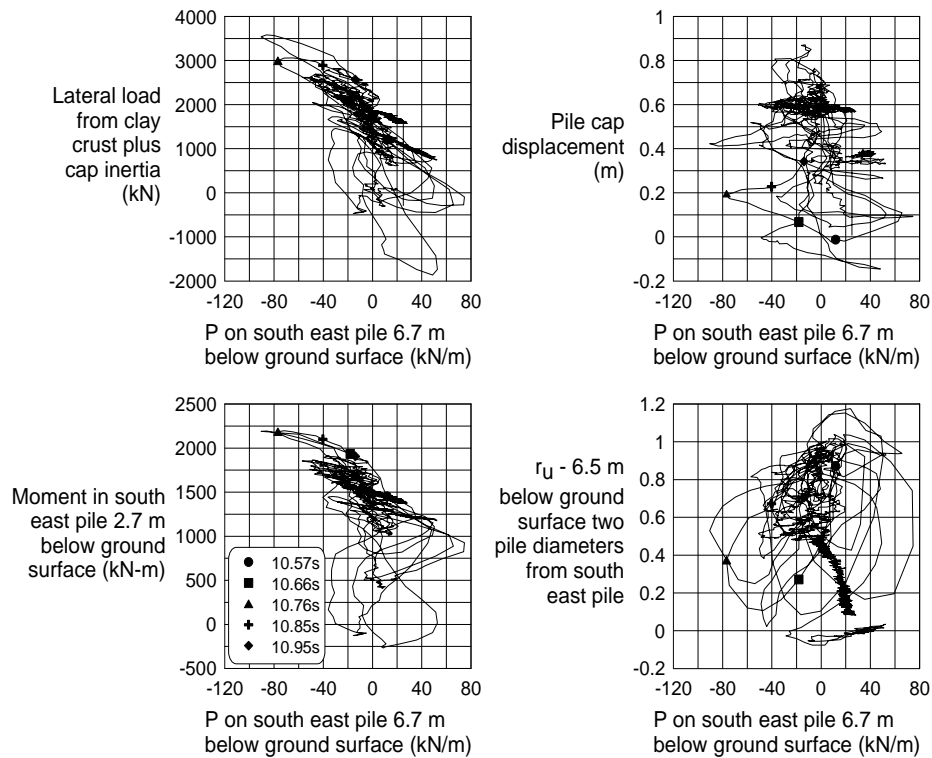 4000
3000
2000
1000
0
-1000
-2000
Lateral load
from clay
crust plus
cap inertia
(kN)
-120 -80 -40 0 40 80
P on south east pile 6.7 m
below ground surface (kN/m)
1
0.8
0.6
0.4
0.2
0
-0.2
Pile cap
displacement
(m)
-120 -80 -40 0 40 80
P on south east pile 6.7 m
below ground surface (kN/m)
2500
2000
1500
1000
500
0
-500
Moment in south
east pile 2.7 m
below ground
surface (kN-m)
10.57s
10.66s
10.76s
10.85s
10.95s
-120 -80 -40 0 40 80
P on south east pile 6.7 m
below ground surface (kN/m)
1.2
1
0.8
0.6
0.4
0.2
0
-0.2
ru - 6.5 m
below ground
surface two
pile diameters
from south
east pile
-120 -80 -40 0 40 80
P on south east pile 6.7 m
below ground surface (kN/m)